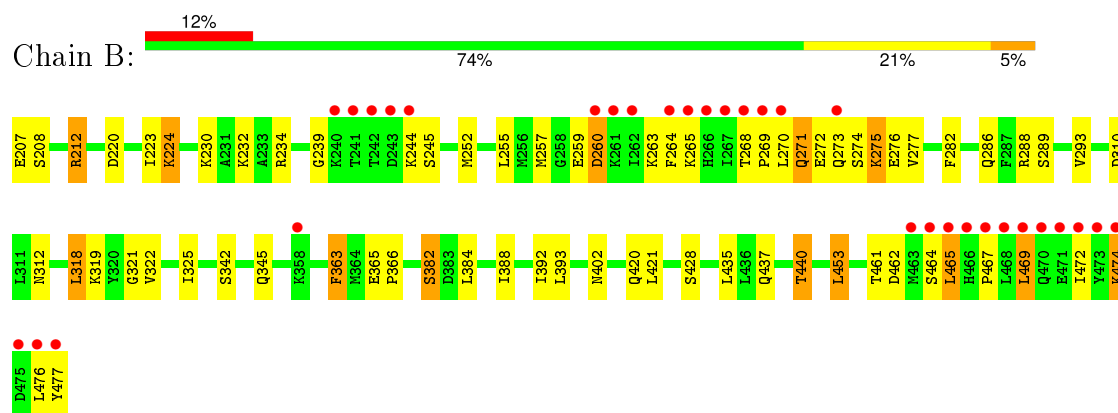 12%
Chain B:
74% 21% 5%
E207 S208 R212 D220 I223 K224 K230 A231 K232 A233 R234 G239 K240 T241 T242 D243 K244 S245 M252 L255 M256 M257 G258 E259 D260 K261 I262 K263 F264 K265 H266 I267 T268 P269 L270 Q271 E272 Q273 S274 K275 E276 V277 F282 Q286 F287 R288 S289 V293 D310
L311 N312 L318 K319 Y320 G321 V322 I325 S342 Q345 K358 F363 M364 E365 P366 S382 D383 L384 I388 I392 L393 N402 Q420 L421 S428 L435 L436 Q437 T440 L453 T461 D462 M463 S464 L465 H466 P467 L468 L469 Q470 E471 I472 Y473 K474
D475 L476 Y477